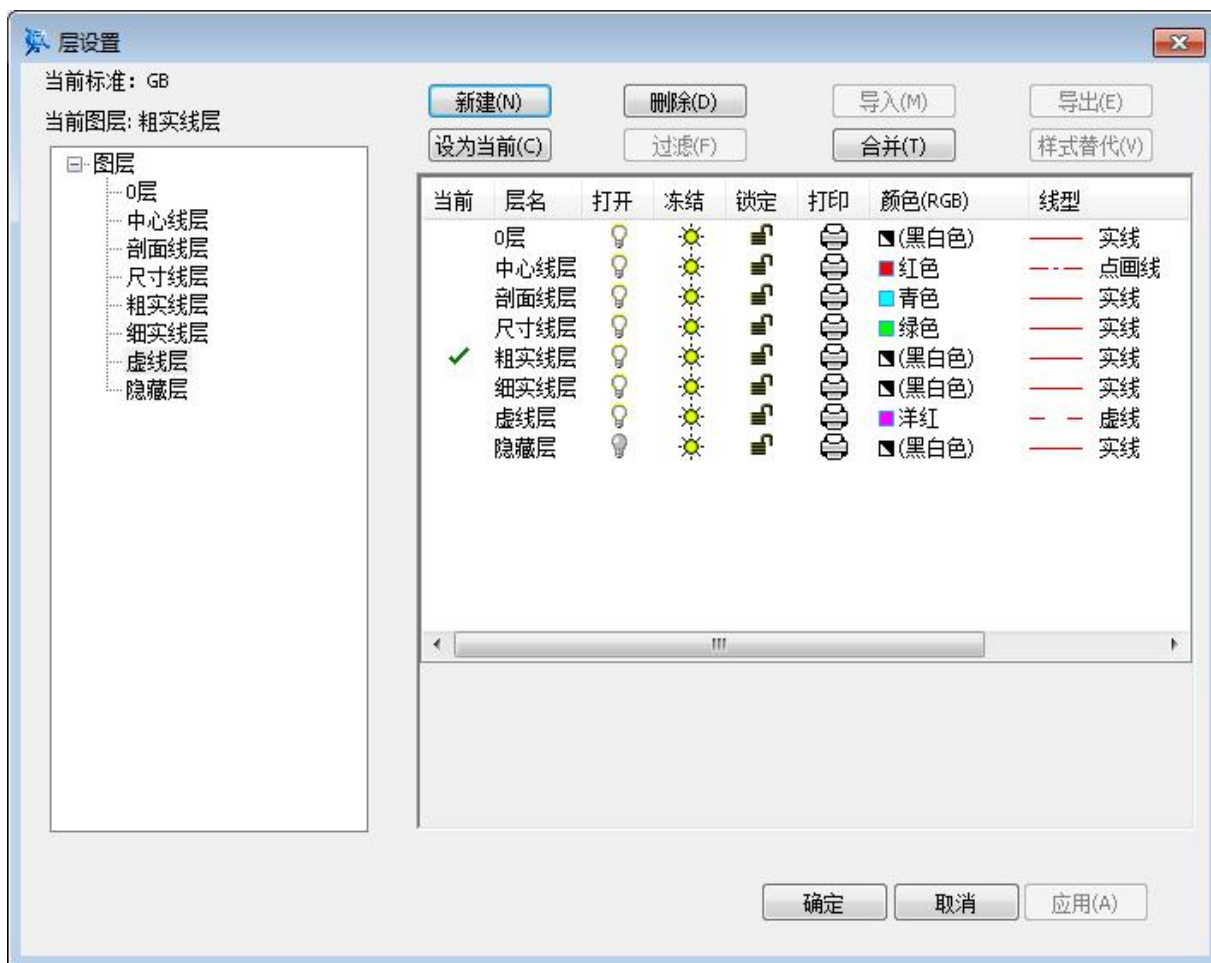 层设置
当前标准: GB
当前图层: 粗实线层
新建(N) 删除(D) 导入(M) 导出(E)
设为当前(C) 过滤(F) 合并(T) 样式替代(V)
图层
0层
中心线层
剖面线层
尺寸线层
粗实线层
细实线层
虚线层
隐藏层
当前 层名 打开 冻结 锁定 打印 颜色(RGB) 线型
0层 (黑白色) 实线
中心线层 红色 点画线
剖面线层 青色 实线
尺寸线层 绿色 实线
粗实线层 (黑白色) 实线
细实线层 (黑白色) 实线
虚线层 洋红 虚线
隐藏层 (黑白色) 实线
确定 取消 应用(A)